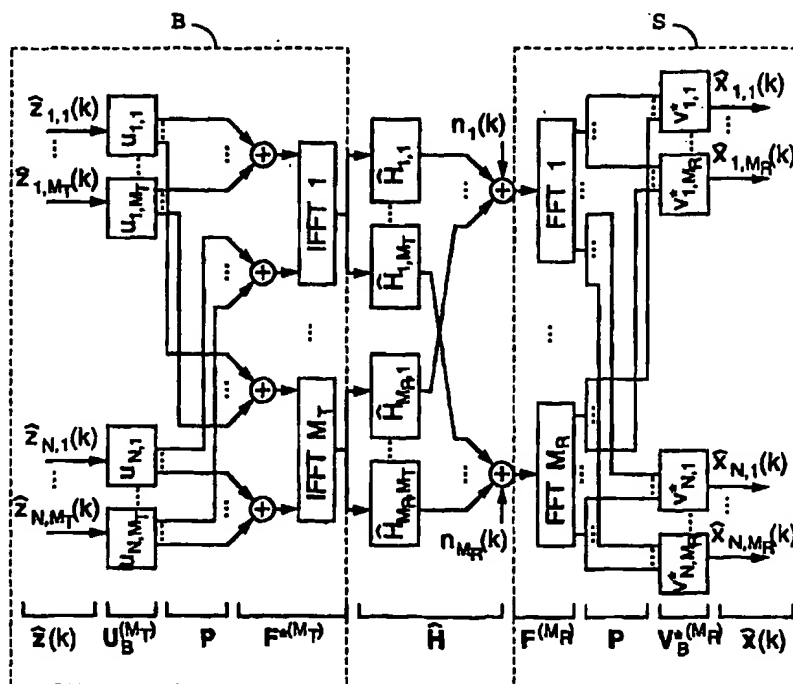 B
S
ẑ1,1(k)
u1,1
ẑ1,MT(k)
u1,MT
IFFT 1
Ĥ1,1
n1(k)
FFT 1
V*1,1
x̂1,1(k)
V*1,MR
x̂1,MR(k)
Ĥ1,MT
ẑN,1(k)
uN,1
ẑN,MT(k)
uN,MT
IFFT MT
ĤMR,1
ĤMR,MT
nMR(k)
FFT MR
V*N,1
x̂N,1(k)
V*N,MR
x̂N,MR(k)
ẑ(k) UB(MT) P F*(MT) Ĥ F(MR) P VB*(MR) x̂(k)